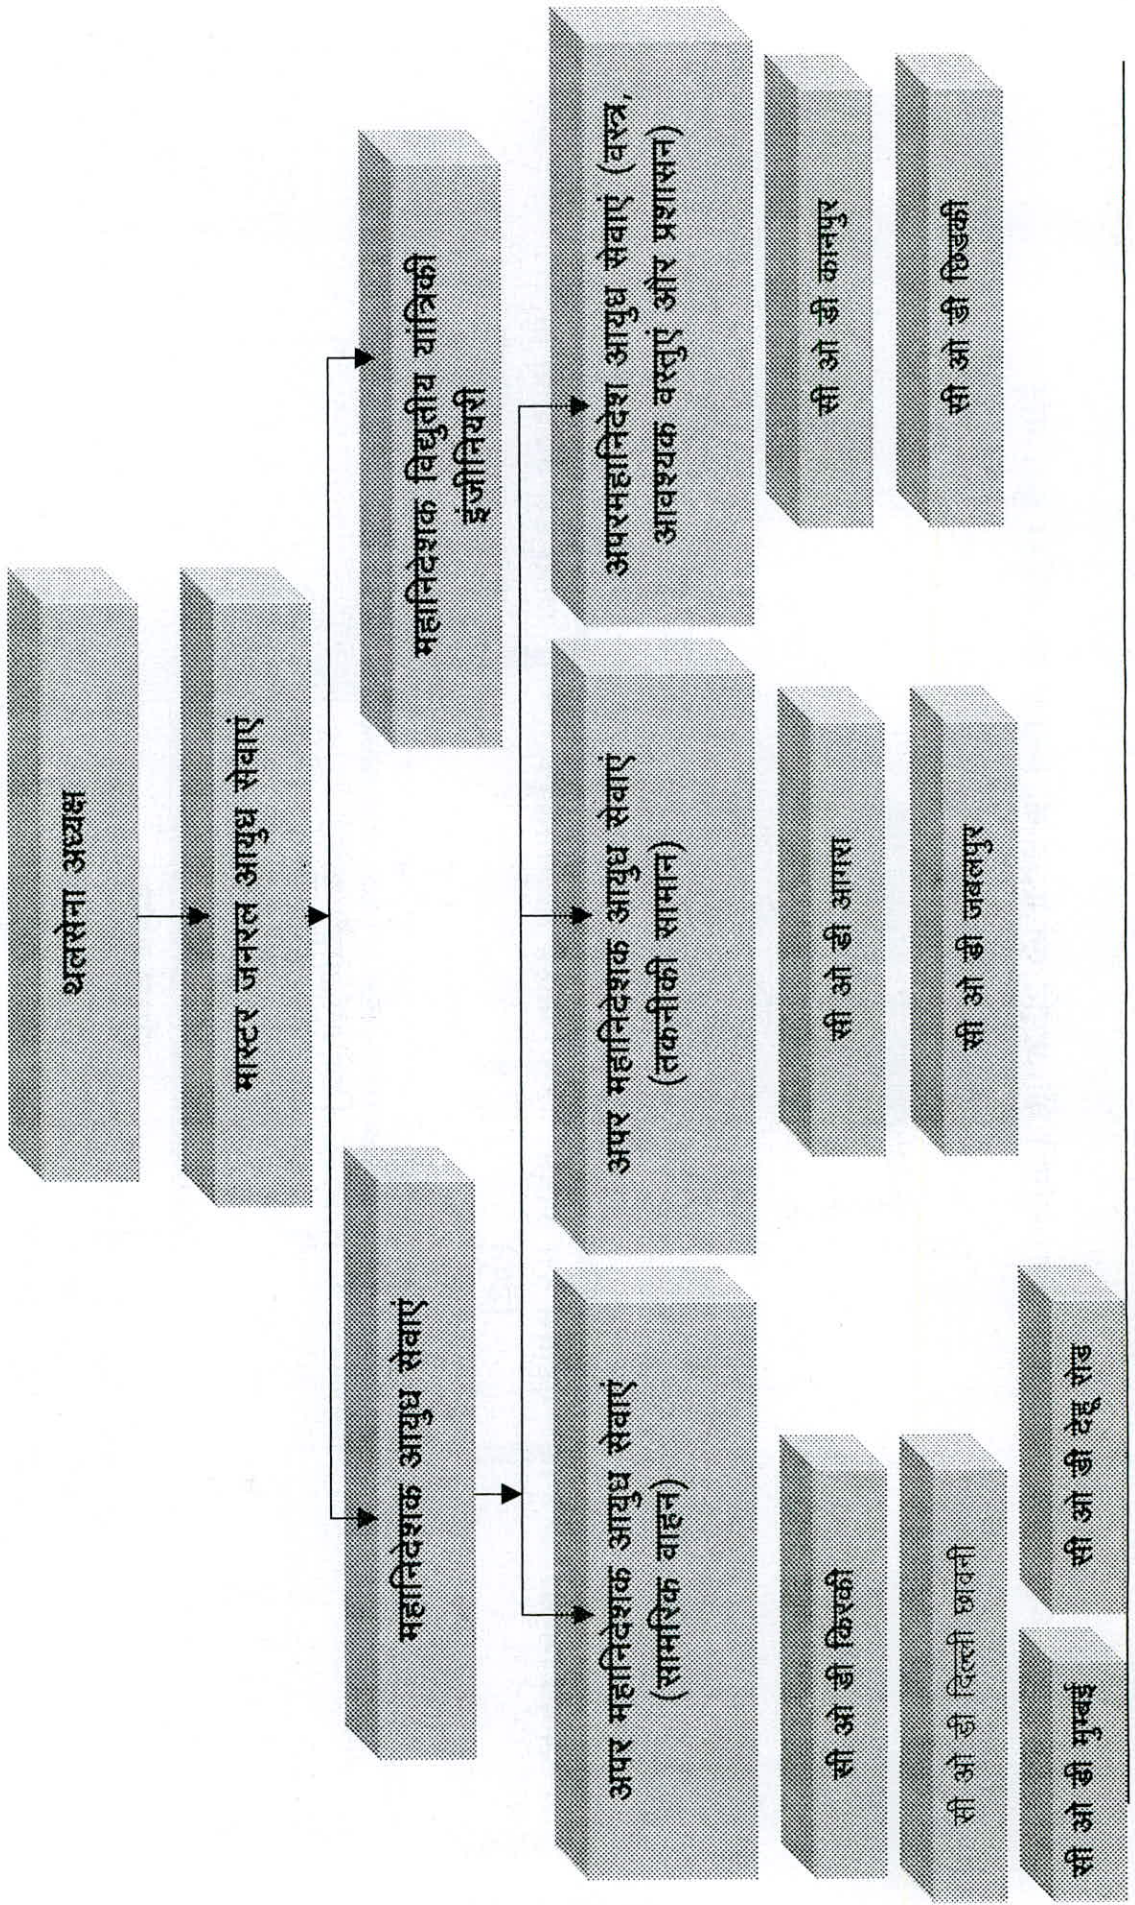 थलसेना अध्यक्ष
मास्टर जनरल आयुध सेवाएं
महानिदेशक आयुध सेवाएं
महानिदेशक विद्युतीय यांत्रिकी
इंजीनियरी
अपर महानिदेशक आयुध सेवाएं
(सामरिक वाहन)
अपर महानिदेशक आयुध सेवाएं
(तकनीकी सामान)
अपरमहानिदेश आयुध सेवाएं (वस्त्र,
आवश्यक वस्तुएं और प्रशासन)
सी ओ डी किरकी
सी ओ डी आगरा
सी ओ डी कानपुर
सी ओ डी दिल्ली छावनी
सी ओ डी जबलपुर
सी ओ डी छिडकी
सी ओ डी मुम्बई
सी ओ डी देहू रोड